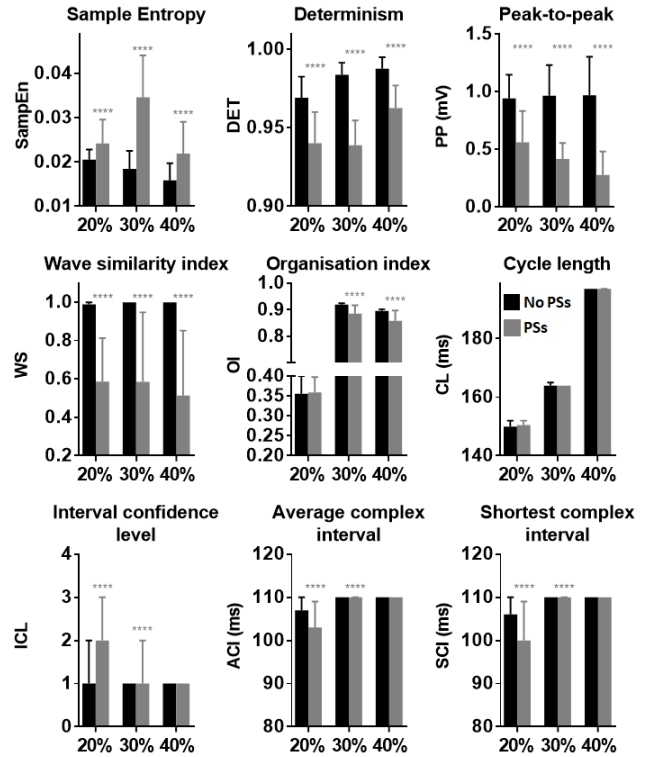 Sample Entropy
SampEn
0.04
0.03
0.02
0.01
****
****
****
20% 30% 40%
Determinism
DET
1.00
0.95
0.90
****
****
****
20% 30% 40%
Peak-to-peak
PP (mV)
1.5
1.0
0.5
0.0
**** **** ****
20% 30% 40%
Wave similarity index
WS
1.0
0.8
0.6
0.4
0.2
**** **** ****
20% 30% 40%
Organisation index
OI
1.0
0.9
0.8
0.40
0.35
0.30
0.25
0.20
****
****
20% 30% 40%
Cycle length
CL (ms)
180
160
140
No PSs
PSs
20% 30% 40%
Interval confidence
level
ICL
4
3
2
1
0
****
****
20% 30% 40%
Average complex
interval
ACI (ms)
120
110
100
90
80
**** ****
20% 30% 40%
Shortest complex
interval
SCI (ms)
120
110
100
90
80
**** ****
20% 30% 40%